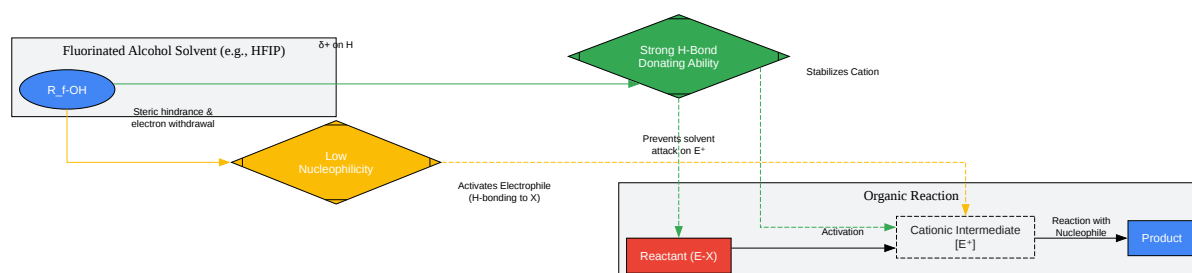 Fluorinated Alcohol Solvent (e.g., HFIP)
δ+ on H
R_f-OH
Strong H-Bond
Donating Ability
Stabilizes Cation
Steric hindrance &
electron withdrawal
Low
Nucleophilicity
Prevents solvent
attack on E⁺
Activates Electrophile
(H-bonding to X)
Organic Reaction
Reactant (E-X)
Activation
Cationic Intermediate
[E⁺]
Reaction with
Nucleophile
Product